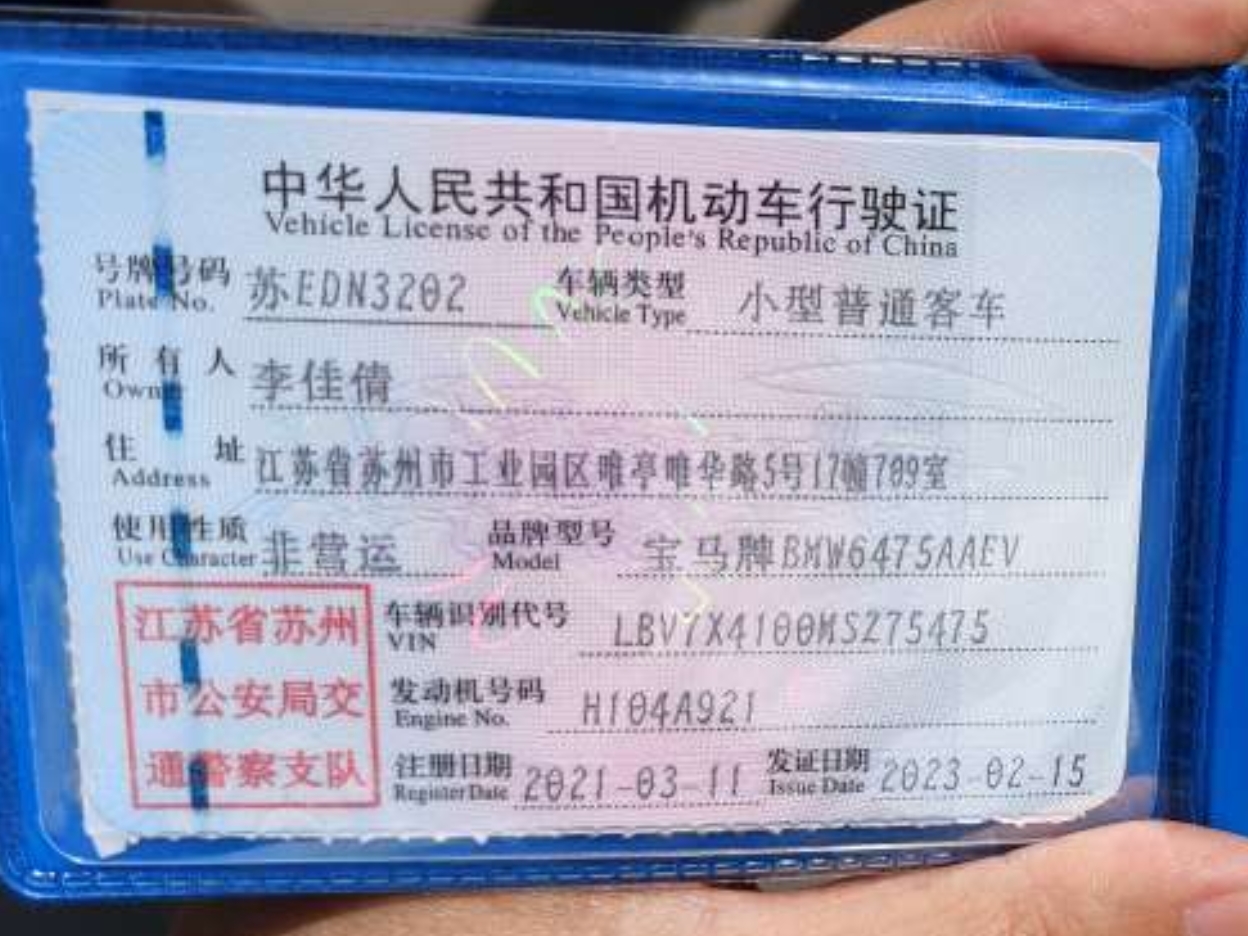 中华人民共和国机动车行驶证
Vehicle License of the People's Republic of China
号牌号码 苏EDN3202 车辆类型 小型普通客车
Plate No. Vehicle Type
所有人 李佳倩
Owner
住址 江苏省苏州市工业园区唯亭唯华路5号17幢709室
Address
使用性质 非营运 品牌型号 宝马牌BMW6475AAEV
Use Character Model
江苏省苏州 车辆识别代号 LBV7X4100MS275475
VIN
市公安局交 发动机号码 H104A921
Engine No.
通警察支队 注册日期 2021-03-11 发证日期 2023-02-15
Register Date Issue Date